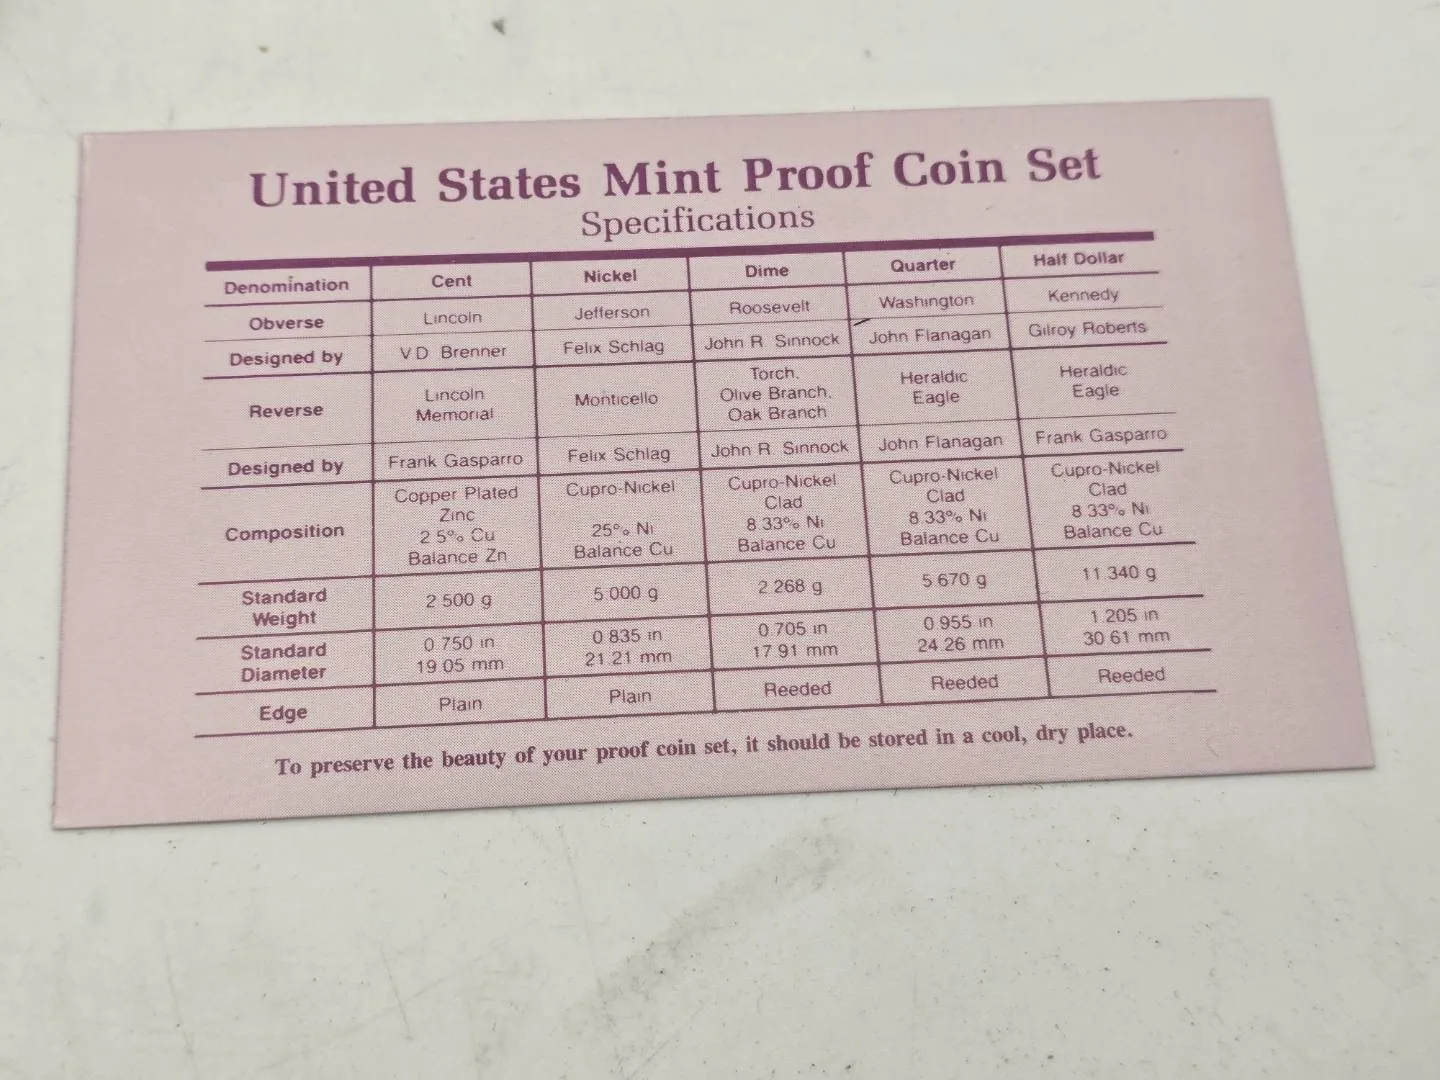 United States Mint Proof Coin Set
Specifications
Denomination Cent Nickel Dime Quarter Half Dollar
Obverse Lincoln Jefferson Roosevelt Washington Kennedy
Designed by V D Brenner Felix Schlag John R Sinnock John Flanagan Gilroy Roberts
Reverse Lincoln Memorial Monticello Torch, Olive Branch, Oak Branch Heraldic Eagle Heraldic Eagle
Designed by Frank Gasparro Felix Schlag John R Sinnock John Flanagan Frank Gasparro
Composition Copper Plated Zinc 2 5% Cu Balance Zn Cupro-Nickel 25% Ni Balance Cu Cupro-Nickel Clad 8 33% Ni Balance Cu Cupro-Nickel Clad 8 33% Ni Balance Cu Cupro-Nickel Clad 8 33% Ni Balance Cu
Standard Weight 2 500 g 5 000 g 2 268 g 5 670 g 11 340 g
Standard Diameter 0 750 in 19 05 mm 0 835 in 21 21 mm 0.705 in 17 91 mm 0 955 in 24 26 mm 1 205 in 30 61 mm
Edge Plain Plain Reeded Reeded Reeded
To preserve the beauty of your proof coin set, it should be stored in a cool, dry place.